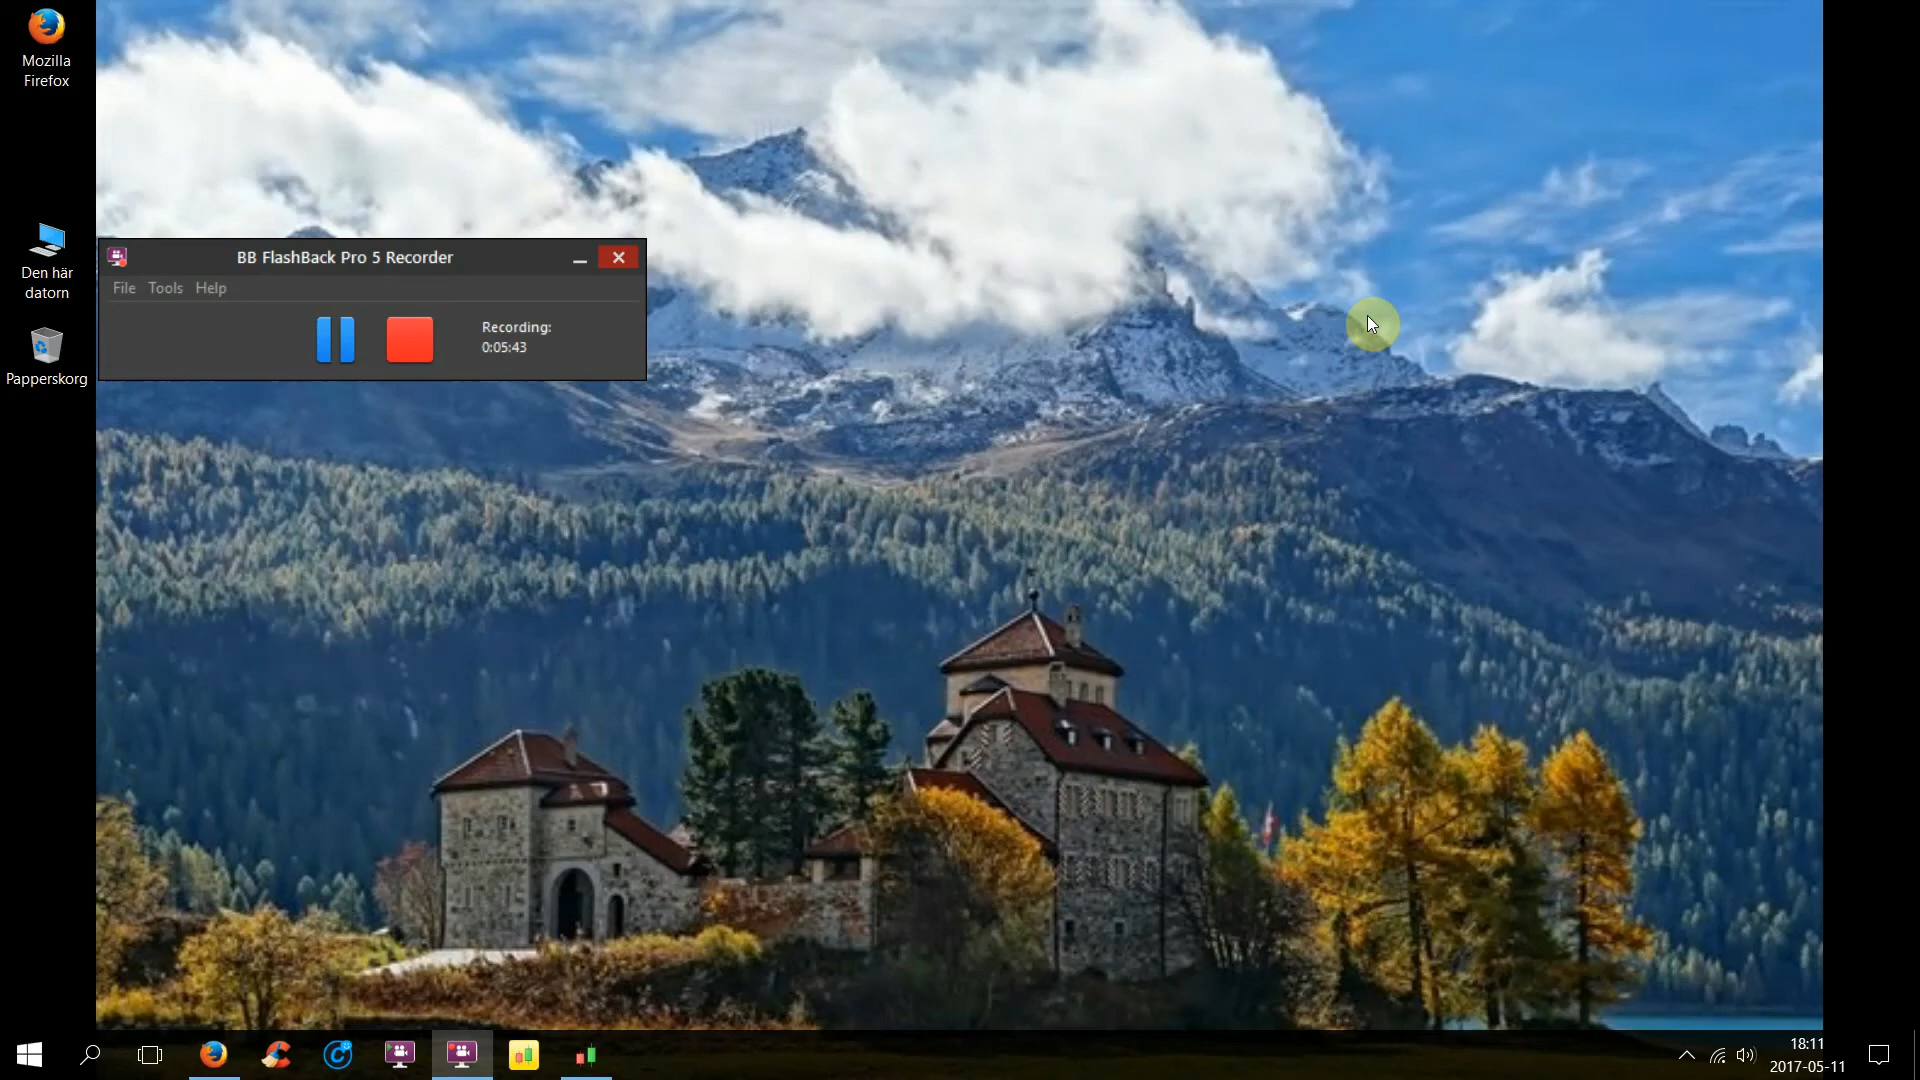 Mozilla
Firefox
Den här
datorn
Papperskorg
BB FlashBack Pro 5 Recorder
File Tools Help
Recording:
0:05:43
18:11
2017-05-11